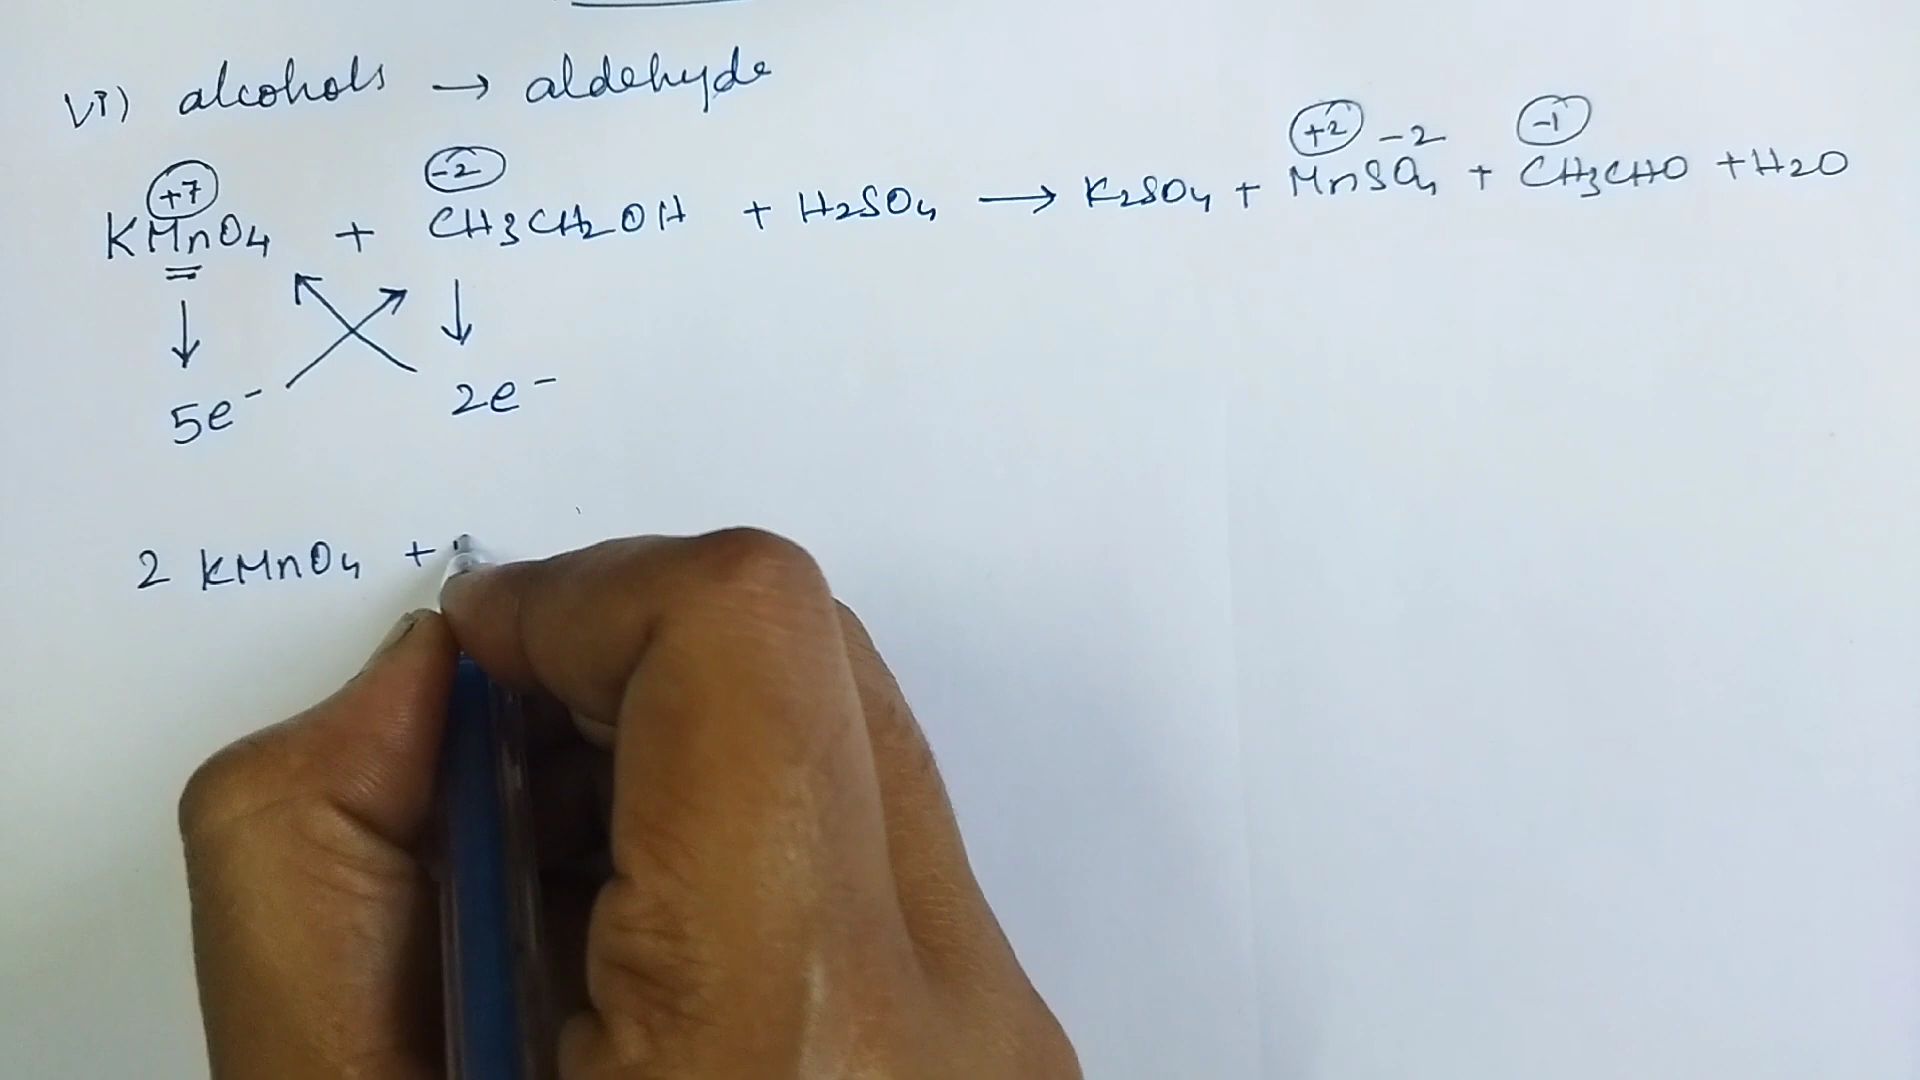 vi) alcohols → aldehyde
+7 -2 +2 -2 -1
KMnO4 + CH3CH2OH + H2SO4 → K2SO4 + MnSO4 + CH3CHO + H2O
5e- 2e-
2 KMnO4 +